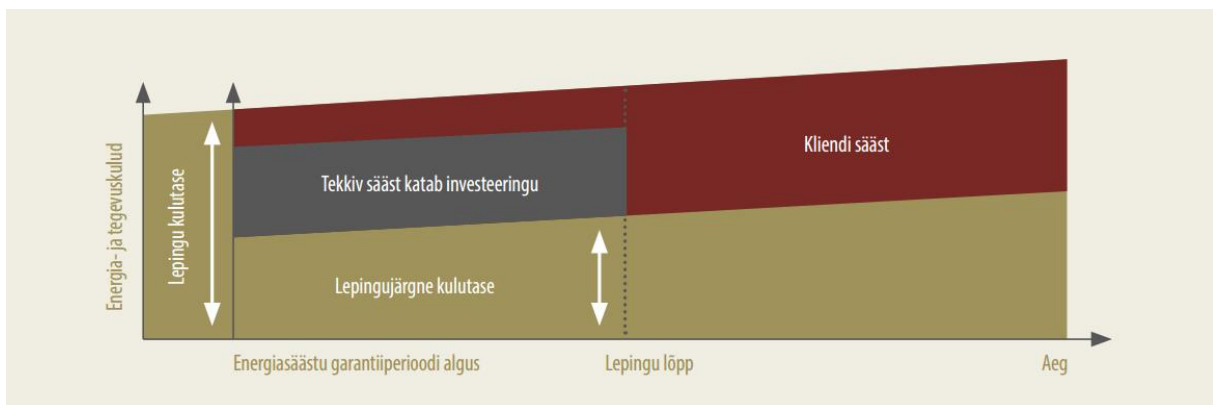 Energia- ja tegevuskulud
Lepingu kulutase
Tekkiv sääst katab investeeringu
Kliendi sääst
Lepingujärgne kulutase
Energiasäästu garantiiperioodi algus
Lepingu lõpp
Aeg